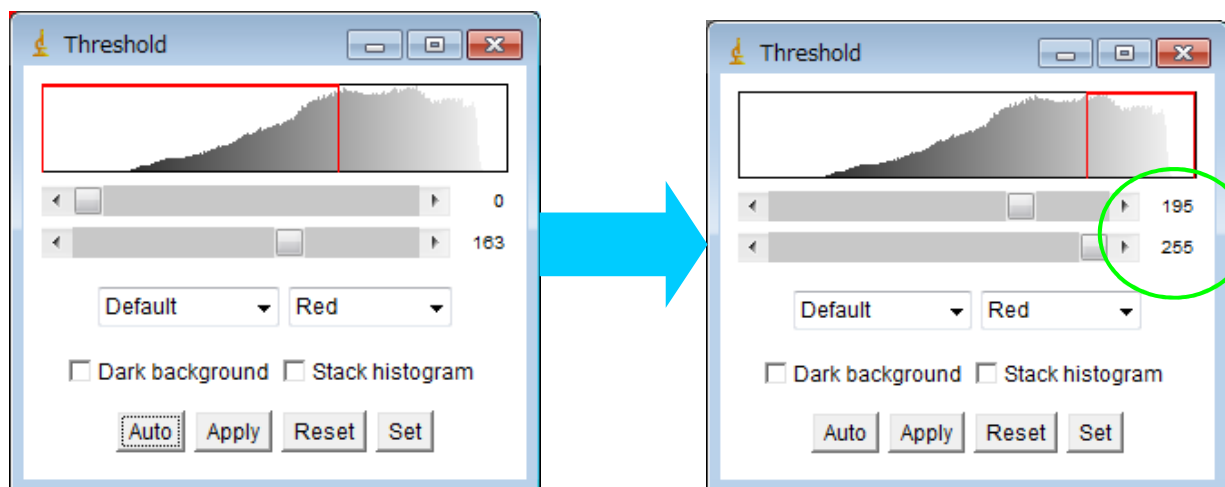 Threshold
0
163
Default Red
Dark background Stack histogram
Auto Apply Reset Set
Threshold
195
255
Default Red
Dark background Stack histogram
Auto Apply Reset Set